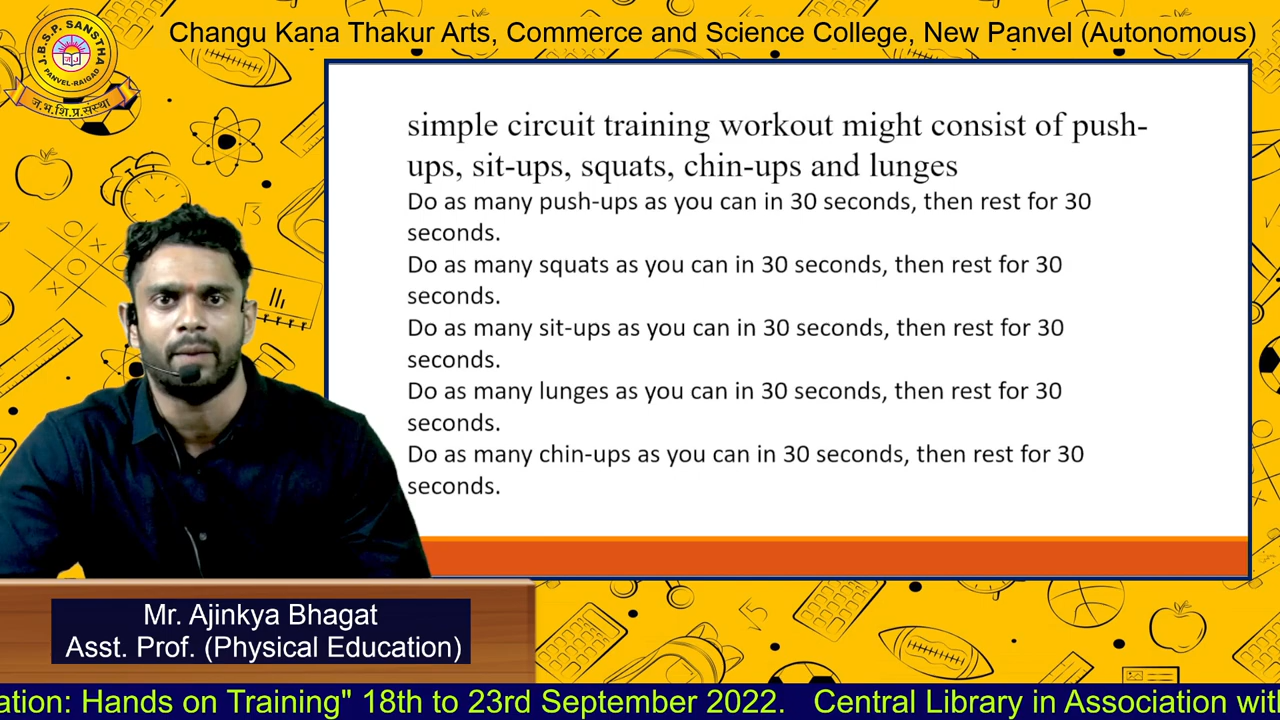 Changu Kana Thakur Arts, Commerce and Science College, New Panvel (Autonomous)
J.B.S.P. SANSTHA
PANVEL-RAIGAD
ज.भ.शि.प्र.संस्था
simple circuit training workout might consist of push-
ups, sit-ups, squats, chin-ups and lunges
Do as many push-ups as you can in 30 seconds, then rest for 30
seconds.
Do as many squats as you can in 30 seconds, then rest for 30
seconds.
Do as many sit-ups as you can in 30 seconds, then rest for 30
seconds.
Do as many lunges as you can in 30 seconds, then rest for 30
seconds.
Do as many chin-ups as you can in 30 seconds, then rest for 30
seconds.
Mr. Ajinkya Bhagat
Asst. Prof. (Physical Education)
ation: Hands on Training" 18th to 23rd September 2022. Central Library in Association with